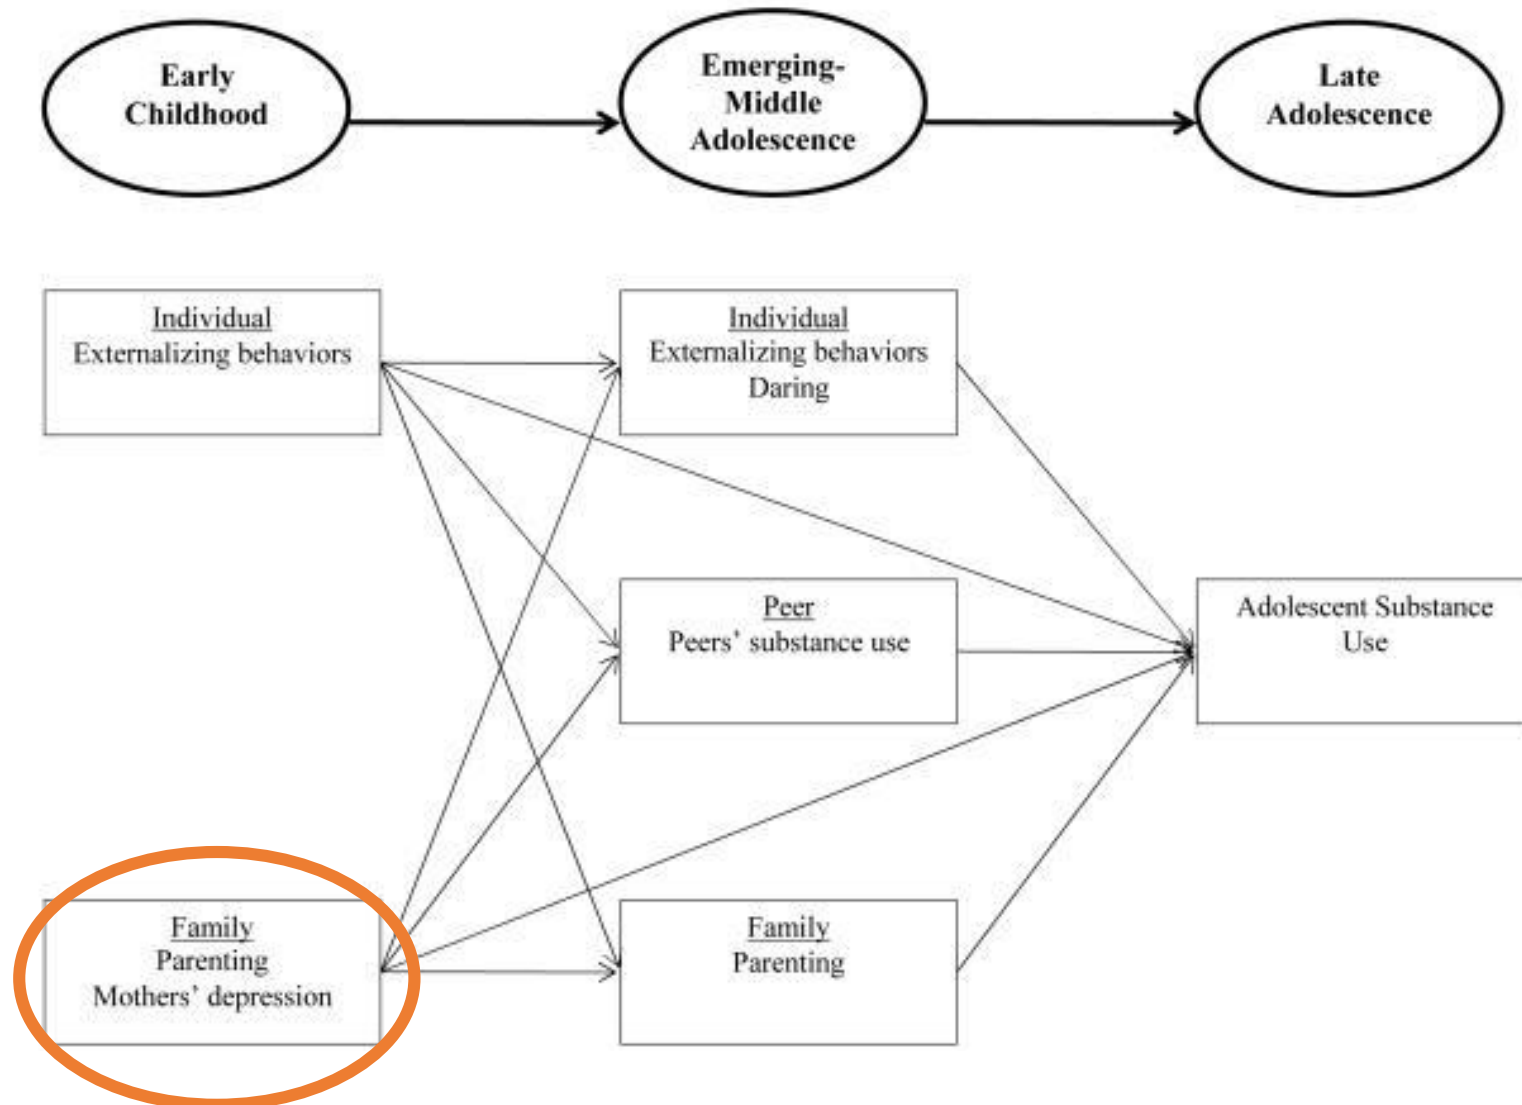 Early
Childhood
Emerging-
Middle
Adolescence
Late
Adolescence
Individual
Externalizing behaviors
Individual
Externalizing behaviors
Daring
Peer
Peers’ substance use
Adolescent Substance
Use
Family
Parenting
Mothers’ depression
Family
Parenting